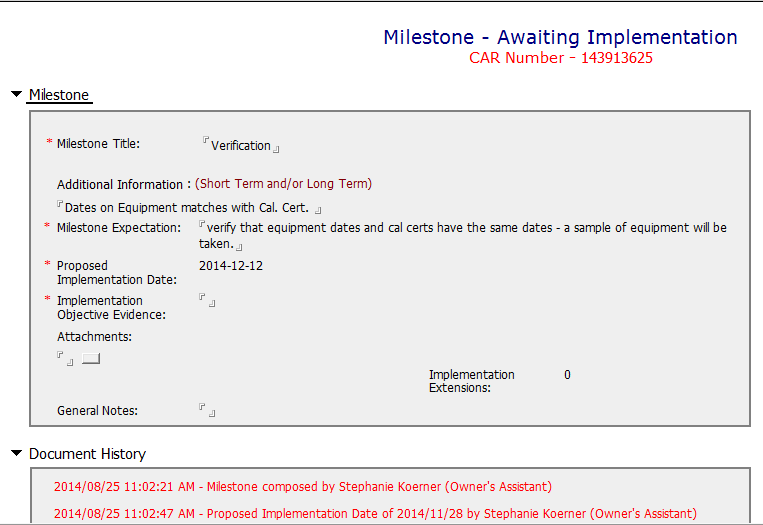 Milestone - Awaiting Implementation
CAR Number - 143913625
Milestone
* Milestone Title: Verification
Additional Information : (Short Term and/or Long Term)
Dates on Equipment matches with Cal. Cert.
* Milestone Expectation: verify that equipment dates and cal certs have the same dates - a sample of equipment will be
taken.
* Proposed 2014-12-12
Implementation Date:
* Implementation
Objective Evidence:
Attachments:
Implementation 0
Extensions:
General Notes:
Document History
2014/08/25 11:02:21 AM - Milestone composed by Stephanie Koerner (Owner's Assistant)
2014/08/25 11:02:47 AM - Proposed Implementation Date of 2014/11/28 by Stephanie Koerner (Owner's Assistant)